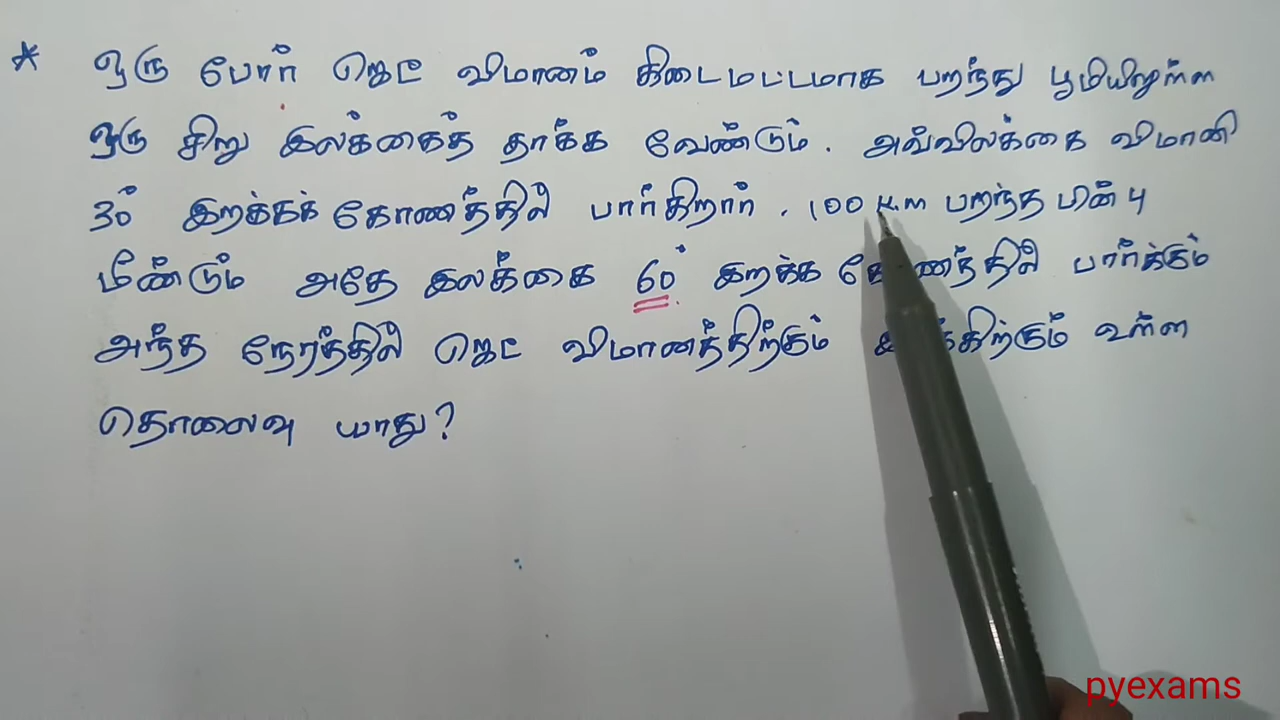 * ஒரு போர் ஜெட் விமானம் கிடைமட்டமாக பறந்து பூமியிலுள்ள
ஒரு சிறு இலக்கைத் தாக்க வேண்டும். அவ்விலக்கை விமானி
30° இறக்கக் கோணத்தில் பார்கிறார். 100 K.m பறந்த பின்பு
மீண்டும் அதே இலக்கை 60° இறக்க கோணத்தில் பார்க்கும்
அந்த நேரத்தில் ஜெட் விமானத்திற்கும் இலக்கிற்கும் உள்ள
தொலைவு யாது?
pyexams